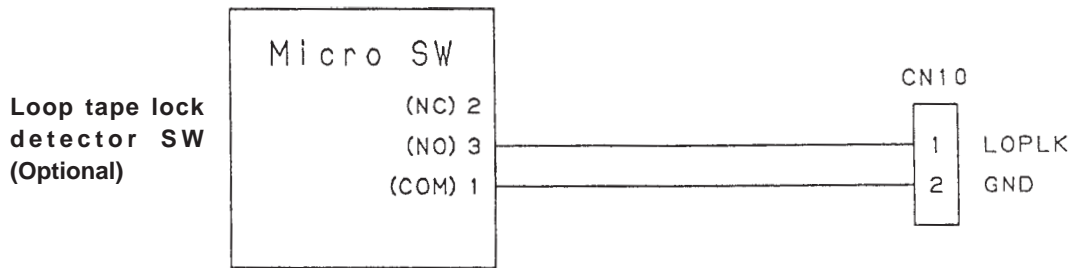 Micro SW
CN10
Loop tape lock
detector SW
(Optional)
(NC) 2
(NO) 3
(COM) 1
1 LOPLK
2 GND